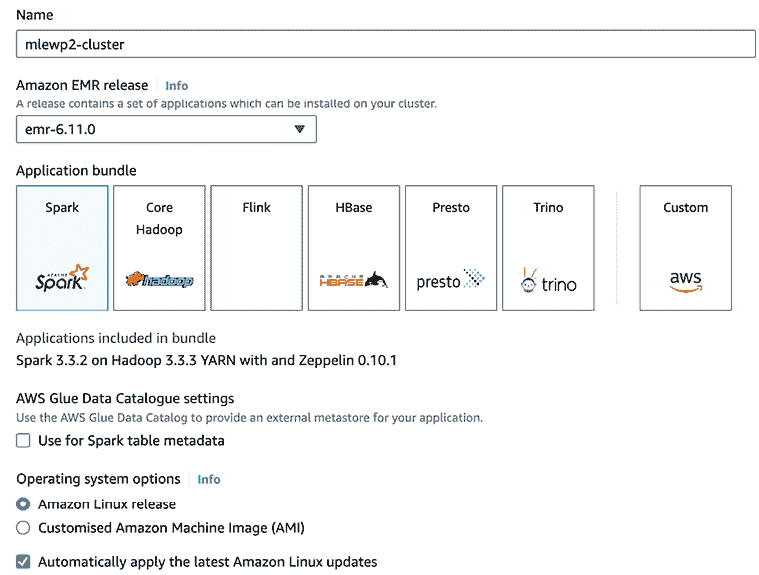 Name
mlewp2-cluster
Amazon EMR release Info
A release contains a set of applications which can be installed on your cluster.
emr-6.11.0
Application bundle
Spark
Core Hadoop
Flink
HBase
Presto
Trino
Custom
APACHE Spark
hadoop
APACHE HBASE
presto
trino
aws
Applications included in bundle
Spark 3.3.2 on Hadoop 3.3.3 YARN with and Zeppelin 0.10.1
AWS Glue Data Catalogue settings
Use the AWS Glue Data Catalog to provide an external metastore for your application.
Use for Spark table metadata
Operating system options Info
Amazon Linux release
Customised Amazon Machine Image (AMI)
Automatically apply the latest Amazon Linux updates